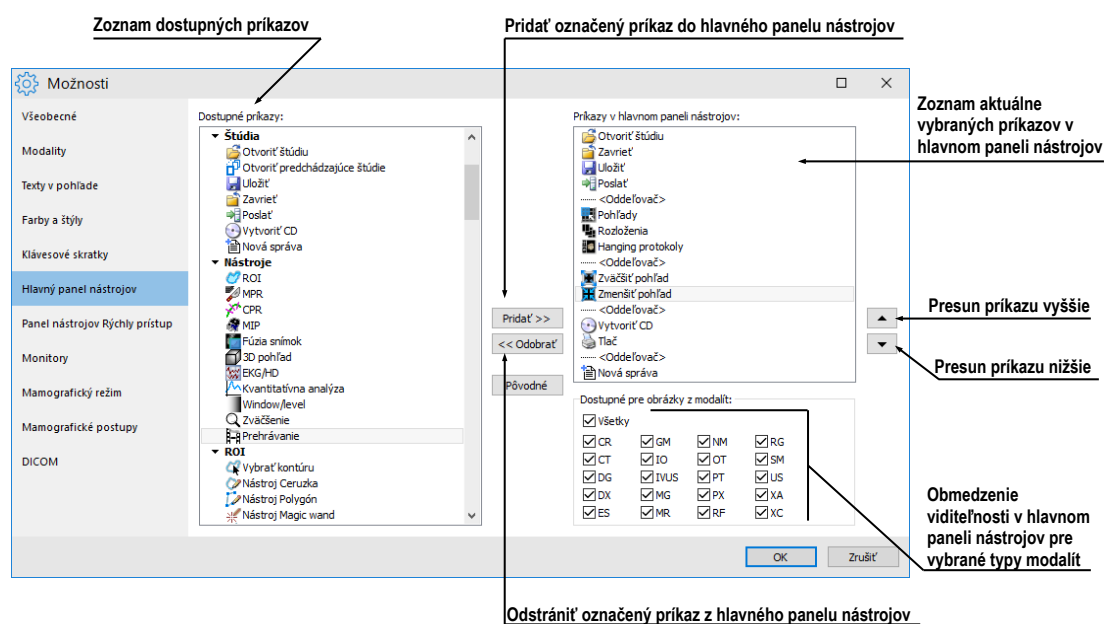 Zoznam dostupných príkazov
Pridať označený príkaz do hlavného panelu nástrojov
Možnosti
Všeobecné
Modality
Texty v pohľade
Farby a štýly
Klávesové skratky
Hlavný panel nástrojov
Panel nástrojov Rýchly prístup
Monitory
Mamografický režim
Mamografické postupy
DICOM
Dostupné príkazy:
Štúdia
Otvoriť štúdiu
Otvoriť predchádzajúce štúdie
Uložiť
Zavrieť
Poslať
Vytvoriť CD
Nová správa
Nástroje
ROI
MPR
CPR
MIP
Fúzia snímok
3D pohľad
EKG/HD
Kvantitatívna analýza
Window/level
Zväčšenie
Prehrávanie
ROI
Vybrať kontúru
Nástroj Ceruzka
Nástroj Polygón
Nástroj Magic wand
Pridať >>
<< Odobrať
Pôvodné
Príkazy v hlavnom paneli nástrojov:
Otvoriť štúdiu
Zavrieť
Uložiť
Poslať
------ <Oddeľovač>
Pohľady
Rozloženia
Hanging protokoly
------ <Oddeľovač>
Zväčšiť pohľad
Zmenšiť pohľad
------ <Oddeľovač>
Vytvoriť CD
Tlač
------ <Oddeľovač>
Nová správa
Dostupné pre obrázky z modalít:
Všetky
CR GM NM RG
CT IO OT SM
DG IVUS PT US
DX MG PX XA
ES MR RF XC
OK Zrušiť
Zoznam aktuálne
vybraných príkazov v
hlavnom paneli nástrojov
Presun príkazu vyššie
Presun príkazu nižšie
Obmedzenie
viditeľnosti v hlavnom
paneli nástrojov pre
vybrané typy modalít
Odstrániť označený príkaz z hlavného panelu nástrojov